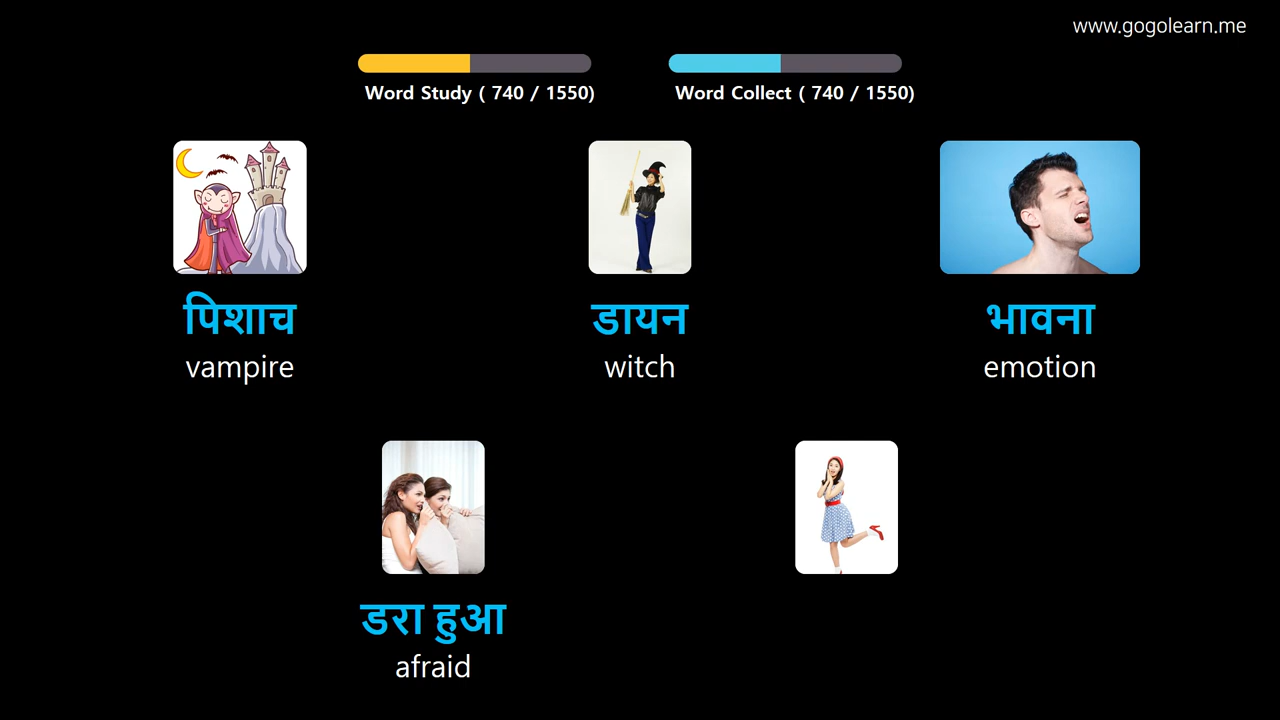 www.gogolearn.me
Word Study ( 740 / 1550)
Word Collect ( 740 / 1550)
पिशाच
vampire
डायन
witch
भावना
emotion
डरा हुआ
afraid